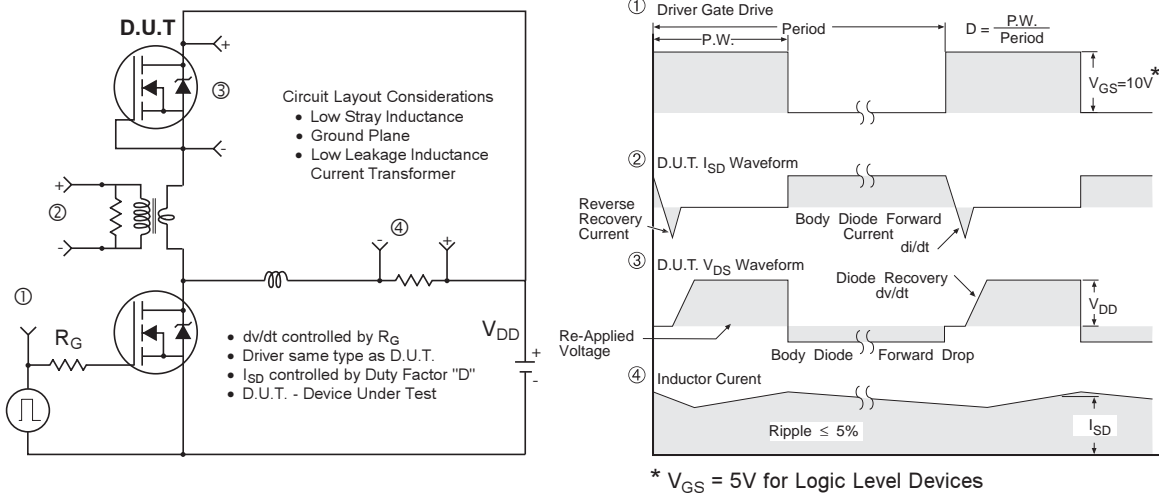 D.U.T
+
③
-
Circuit Layout Considerations
• Low Stray Inductance
• Ground Plane
• Low Leakage Inductance
Current Transformer
+
②
-
④
- +
①
R_G
• dv/dt controlled by R_G
• Driver same type as D.U.T.
• I_SD controlled by Duty Factor "D"
• D.U.T. - Device Under Test
V_DD
+
-
① Driver Gate Drive
P.W.
Period
D = P.W. / Period
V_GS=10V *
② D.U.T. I_SD Waveform
Reverse
Recovery
Current
Body Diode Forward
Current
di/dt
③ D.U.T. V_DS Waveform
Diode Recovery
dv/dt
V_DD
Re-Applied
Voltage
Body Diode Forward Drop
④ Inductor Curent
Ripple ≤ 5%
I_SD
* V_GS = 5V for Logic Level Devices